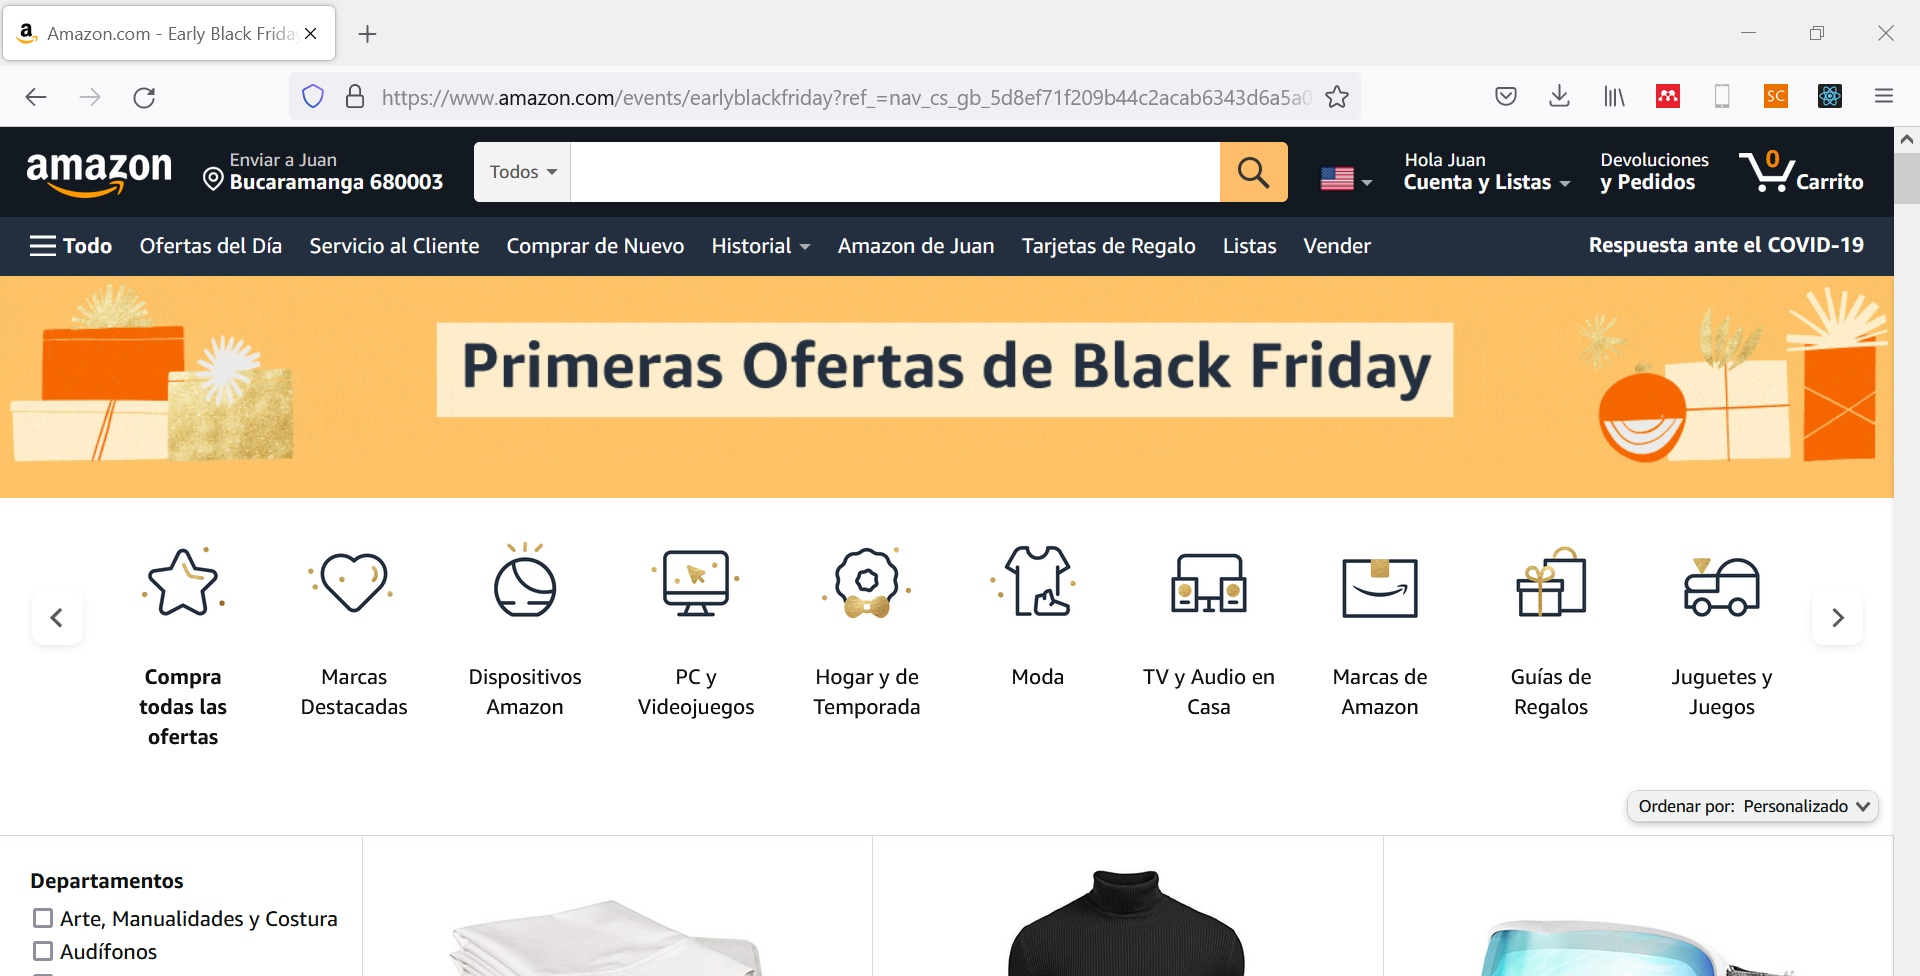 Amazon.com - Early Black Friday
https://www.amazon.com/events/earlyblackfriday?ref_=nav_cs_gb_5d8ef71f209b44c2acab6343d6a5a0
SC
amazon
Enviar a Juan
Bucaramanga 680003
Todos
Hola Juan
Cuenta y Listas
Devoluciones
y Pedidos
0
Carrito
Todo
Ofertas del Día
Servicio al Cliente
Comprar de Nuevo
Historial
Amazon de Juan
Tarjetas de Regalo
Listas
Vender
Respuesta ante el COVID-19
Primeras Ofertas de Black Friday
Compra
todas las
ofertas
Marcas
Destacadas
Dispositivos
Amazon
PC y
Videojuegos
Hogar y de
Temporada
Moda
TV y Audio en
Casa
Marcas de
Amazon
Guías de
Regalos
Juguetes y
Juegos
Ordenar por: Personalizado
Departamentos
Arte, Manualidades y Costura
Audífonos